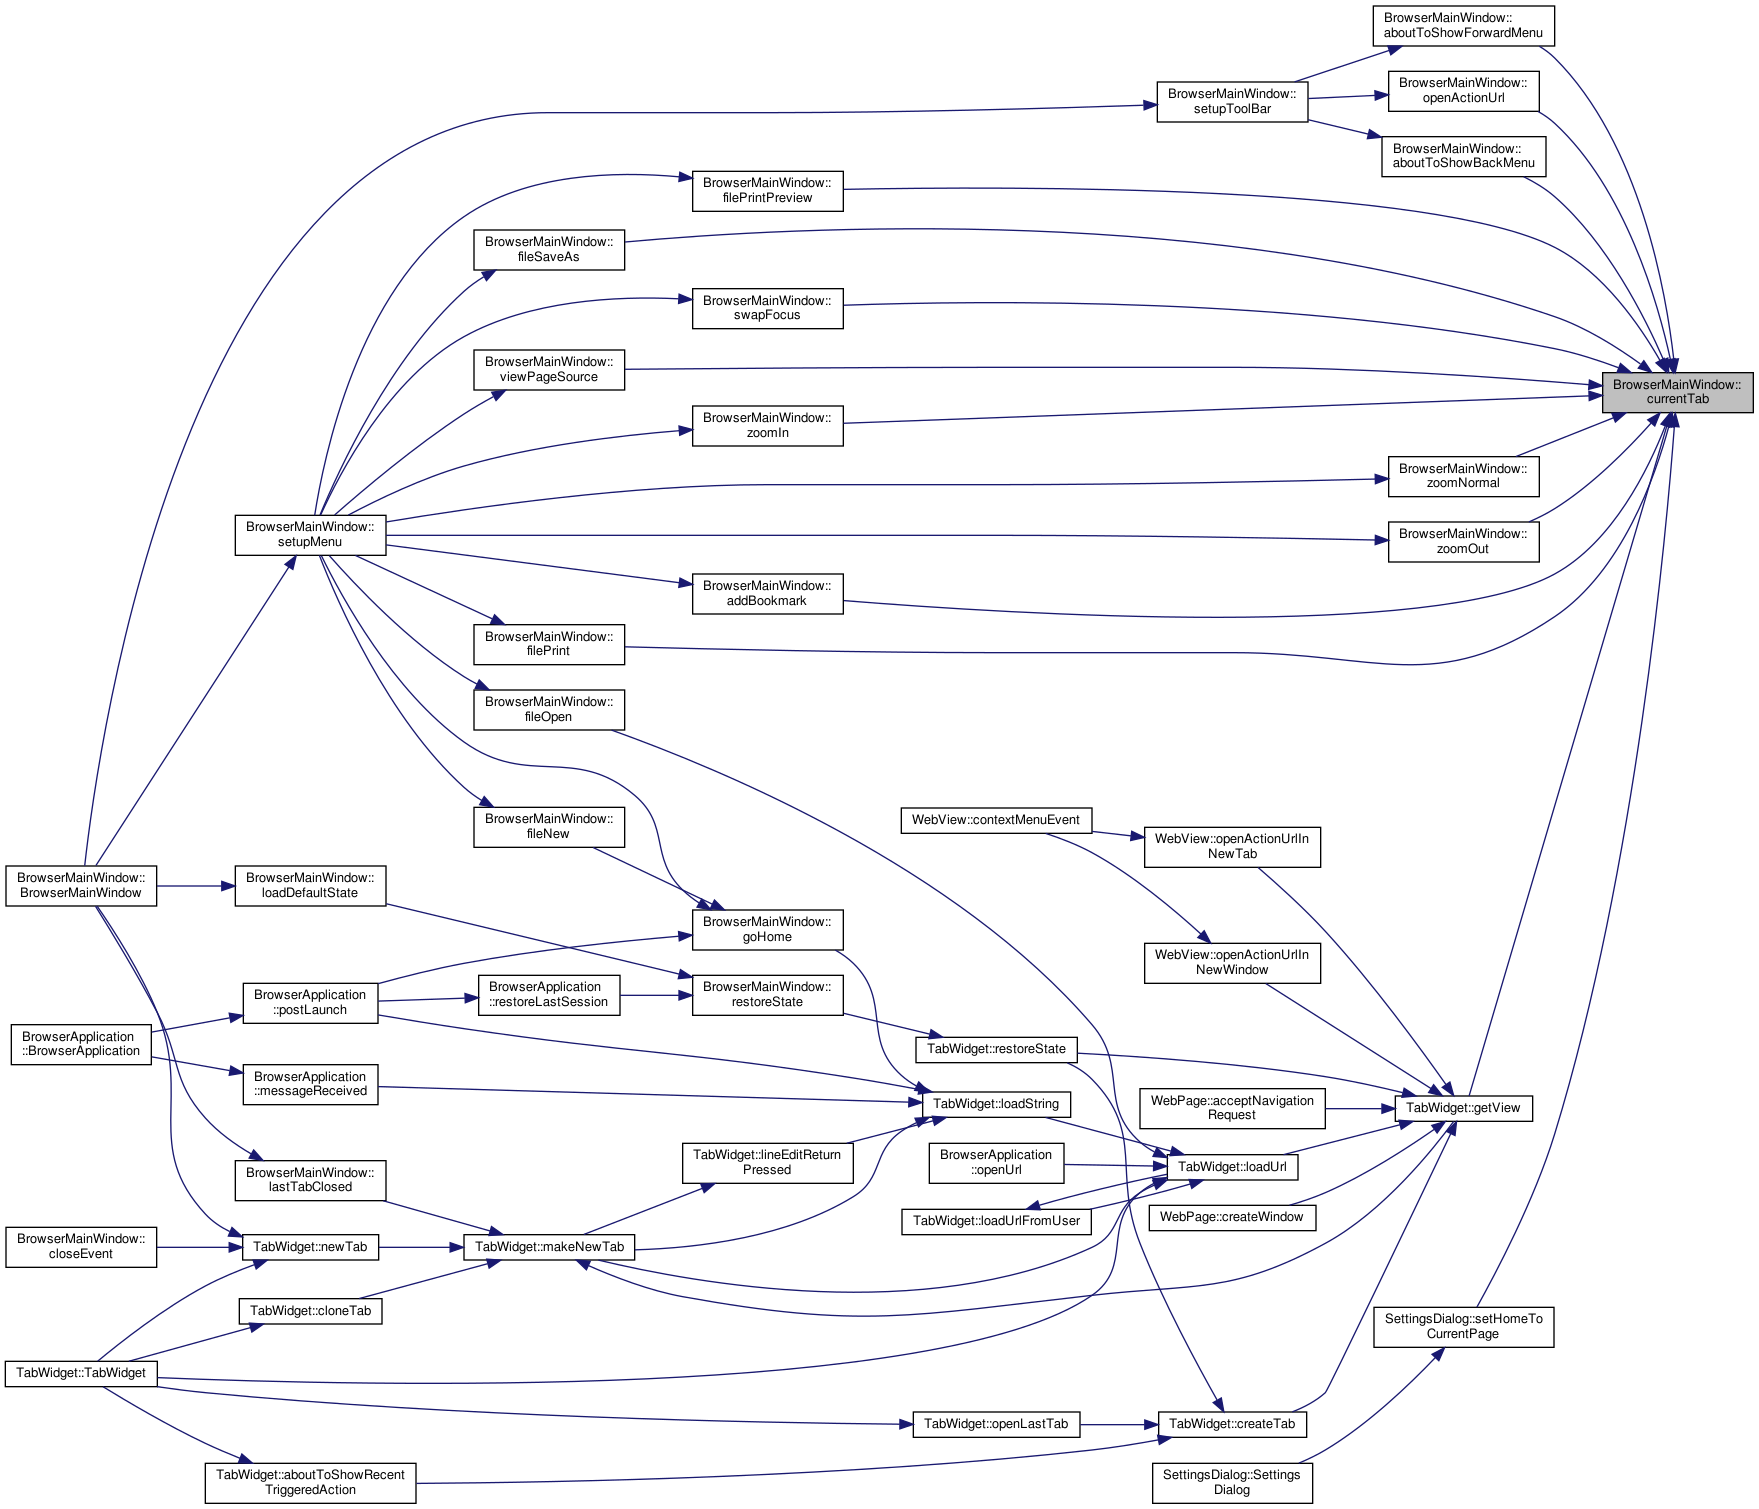 BrowserMainWindow::
aboutToShowForwardMenu
BrowserMainWindow::
openActionUrl
BrowserMainWindow::
setupToolBar
BrowserMainWindow::
aboutToShowBackMenu
BrowserMainWindow::
filePrintPreview
BrowserMainWindow::
fileSaveAs
BrowserMainWindow::
swapFocus
BrowserMainWindow::
viewPageSource
BrowserMainWindow::
currentTab
BrowserMainWindow::
zoomIn
BrowserMainWindow::
zoomNormal
BrowserMainWindow::
setupMenu
BrowserMainWindow::
zoomOut
BrowserMainWindow::
addBookmark
BrowserMainWindow::
filePrint
BrowserMainWindow::
fileOpen
BrowserMainWindow::
fileNew
WebView::contextMenuEvent
WebView::openActionUrlIn
NewTab
BrowserMainWindow::
BrowserMainWindow
BrowserMainWindow::
loadDefaultState
BrowserMainWindow::
goHome
WebView::openActionUrlIn
NewWindow
BrowserApplication
::postLaunch
BrowserApplication
::restoreLastSession
BrowserMainWindow::
restoreState
BrowserApplication
::BrowserApplication
TabWidget::restoreState
BrowserApplication
::messageReceived
TabWidget::loadString
WebPage::acceptNavigation
Request
TabWidget::getView
TabWidget::lineEditReturn
Pressed
BrowserApplication
::openUrl
TabWidget::loadUrl
BrowserMainWindow::
lastTabClosed
TabWidget::loadUrlFromUser
WebPage::createWindow
BrowserMainWindow::
closeEvent
TabWidget::newTab
TabWidget::makeNewTab
TabWidget::cloneTab
SettingsDialog::setHomeTo
CurrentPage
TabWidget::TabWidget
TabWidget::openLastTab
TabWidget::createTab
TabWidget::aboutToShowRecent
TriggeredAction
SettingsDialog::Settings
Dialog